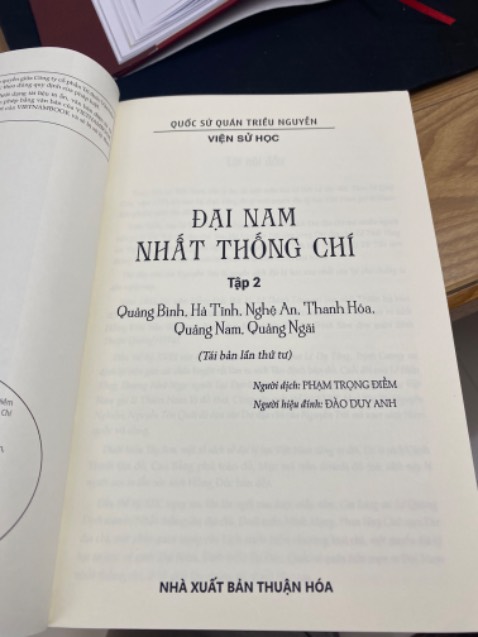 QUỐC SỬ QUÁN TRIỀU NGUYỄN
VIỆN SỬ HỌC
ĐẠI NAM
NHẤT THỐNG CHÍ
Tập 2
Quảng Bình, Hà Tĩnh, Nghệ An, Thanh Hóa,
Quảng Nam, Quảng Ngãi
(Tái bản lần thứ tư)
Người dịch: PHẠM TRỌNG ĐIỀM
Người hiệu đính: ĐÀO DUY ANH
NHÀ XUẤT BẢN THUẬN HÓA